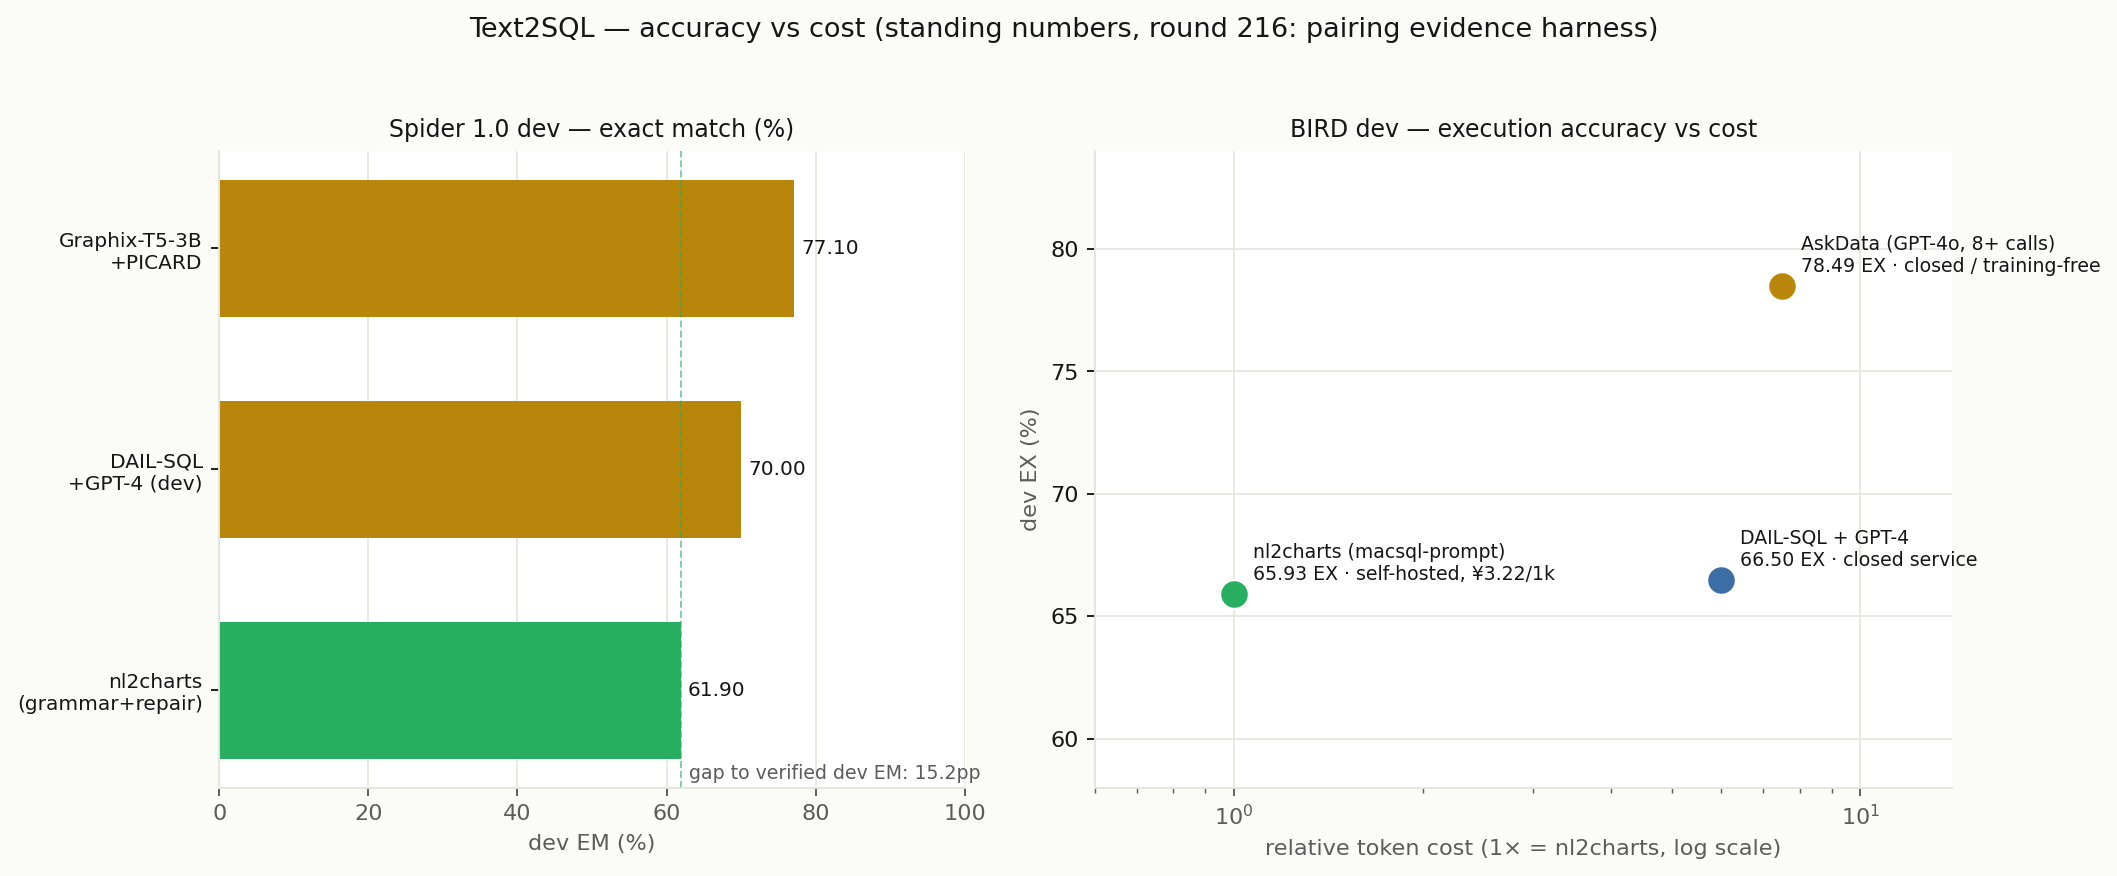 Text2SQL — accuracy vs cost (standing numbers, round 216: pairing evidence harness)
Spider 1.0 dev — exact match (%)
Graphix-T5-3B
+PICARD
77.10
DAIL-SQL
+GPT-4 (dev)
70.00
nl2charts
(grammar+repair)
61.90
gap to verified dev EM: 15.2pp
0 20 40 60 80 100
dev EM (%)
BIRD dev — execution accuracy vs cost
dev EX (%)
80
75
70
65
60
AskData (GPT-4o, 8+ calls)
78.49 EX · closed / training-free
DAIL-SQL + GPT-4
66.50 EX · closed service
nl2charts (macsql-prompt)
65.93 EX · self-hosted, ¥3.22/1k
10⁰ 10¹
relative token cost (1× = nl2charts, log scale)